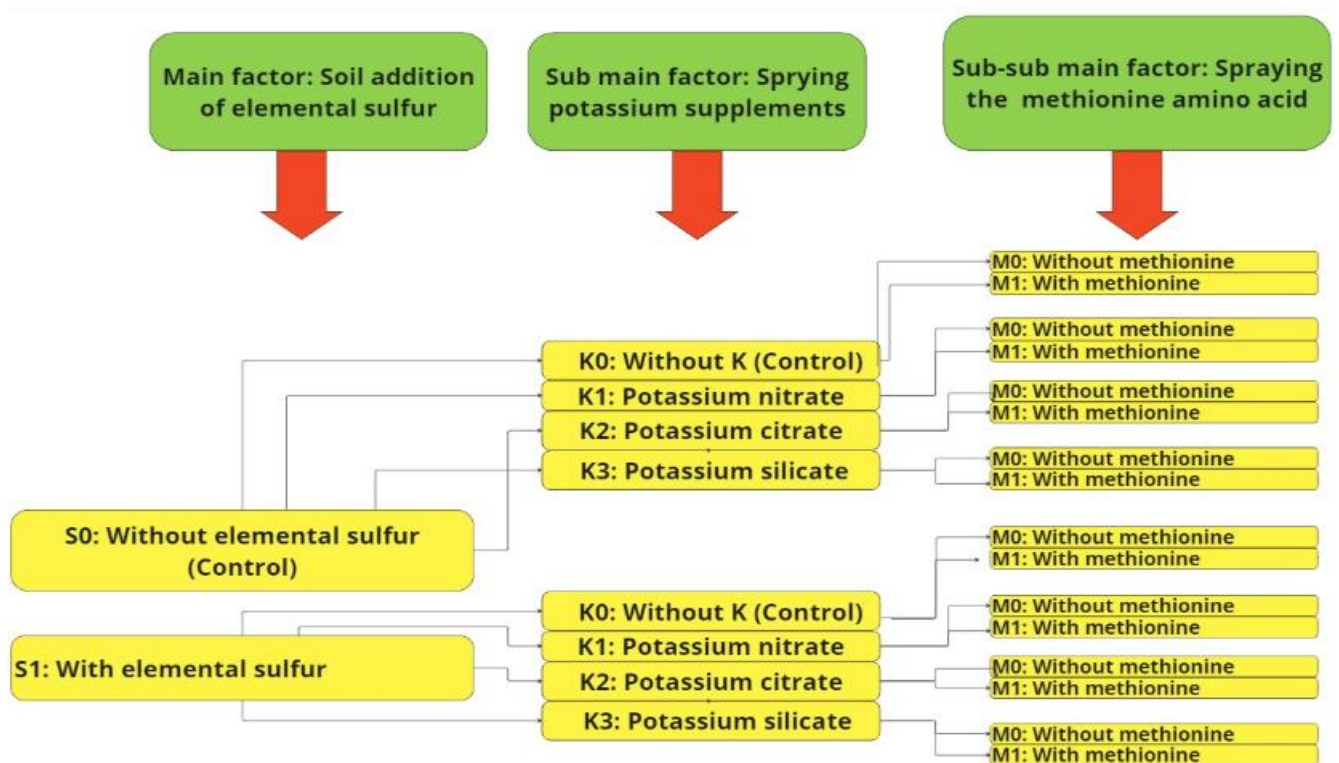 Main factor: Soil addition
of elemental sulfur
Sub main factor: Sprying
potassium supplements
Sub-sub main factor: Spraying
the methionine amino acid
S0: Without elemental sulfur
(Control)
K0: Without K (Control)
M0: Without methionine
M1: With methionine
K1: Potassium nitrate
M0: Without methionine
M1: With methionine
K2: Potassium citrate
M0: Without methionine
M1: With methionine
K3: Potassium silicate
M0: Without methionine
M1: With methionine
S1: With elemental sulfur
K0: Without K (Control)
M0: Without methionine
M1: With methionine
K1: Potassium nitrate
M0: Without methionine
M1: With methionine
K2: Potassium citrate
M0: Without methionine
M1: With methionine
K3: Potassium silicate
M0: Without methionine
M1: With methionine